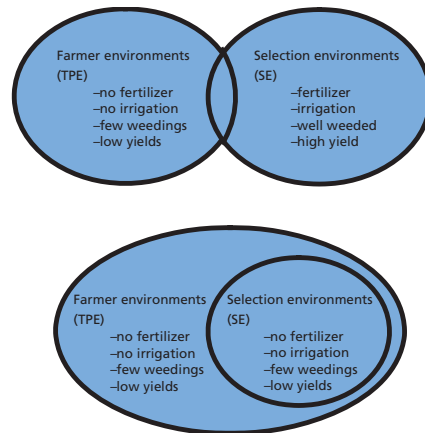 Farmer environments
(TPE)
–no fertilizer
–no irrigation
–few weedings
–low yields
Selection environments
(SE)
–fertilizer
–irrigation
–well weeded
–high yield
Farmer environments
(TPE)
–no fertilizer
–no irrigation
–few weedings
–low yields
Selection environments
(SE)
–no fertilizer
–no irrigation
–few weedings
–low yields